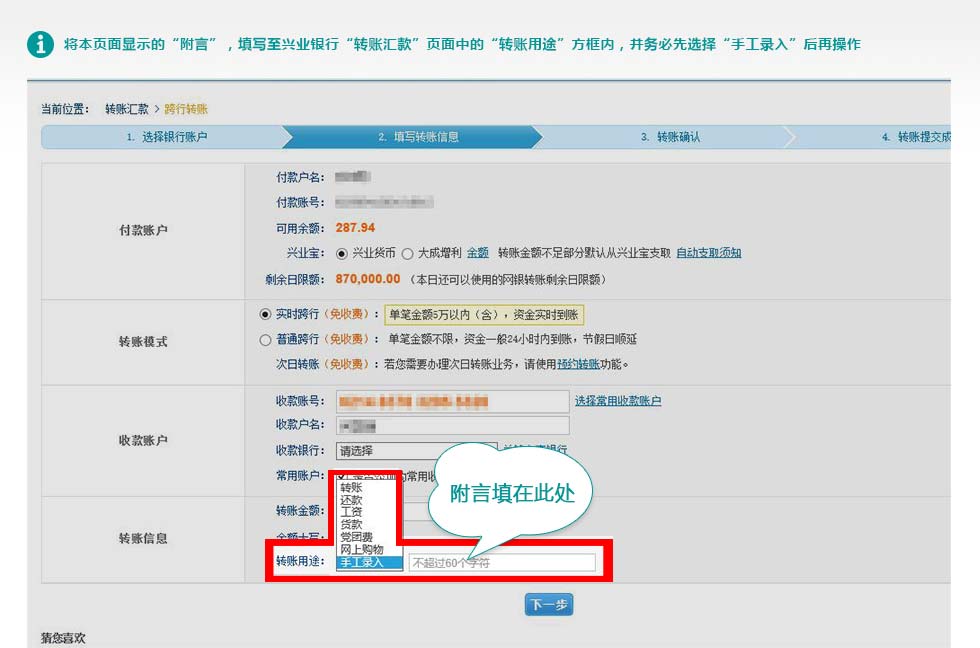 将本页面显示的“附言”，填写至兴业银行“转账汇款”页面中的“转账用途”方框内，并务必先选择“手工录入”后再操作
当前位置： 转账汇款 > 跨行转账
1. 选择银行账户 2. 填写转账信息 3. 转账确认 4. 转账提交成
付款账户
付款户名：
付款账号：
可用余额： 287.94
兴业宝： 兴业货币 大成增利 余额 转账金额不足部分默认从兴业宝支取 自动支取须知
剩余日限额： 870,000.00 （本日还可以使用的网银转账剩余日限额）
转账模式
实时跨行（免收费）： 单笔金额5万以内（含），资金实时到账
普通跨行（免收费）： 单笔金额不限，资金一般24小时内到账，节假日顺延
次日转账（免收费）：若您需要办理次日转账业务，请使用预约转账功能。
收款账户
收款账号： 选择常用收款账户
收款户名：
收款银行： 请选择
常用账户：
附言填在此处
转账信息
转账金额：
金额大写：
转账用途：
转账
还款
工资
贷款
党团费
网上购物
手工录入
不超过60个字符
下一步
猜您喜欢